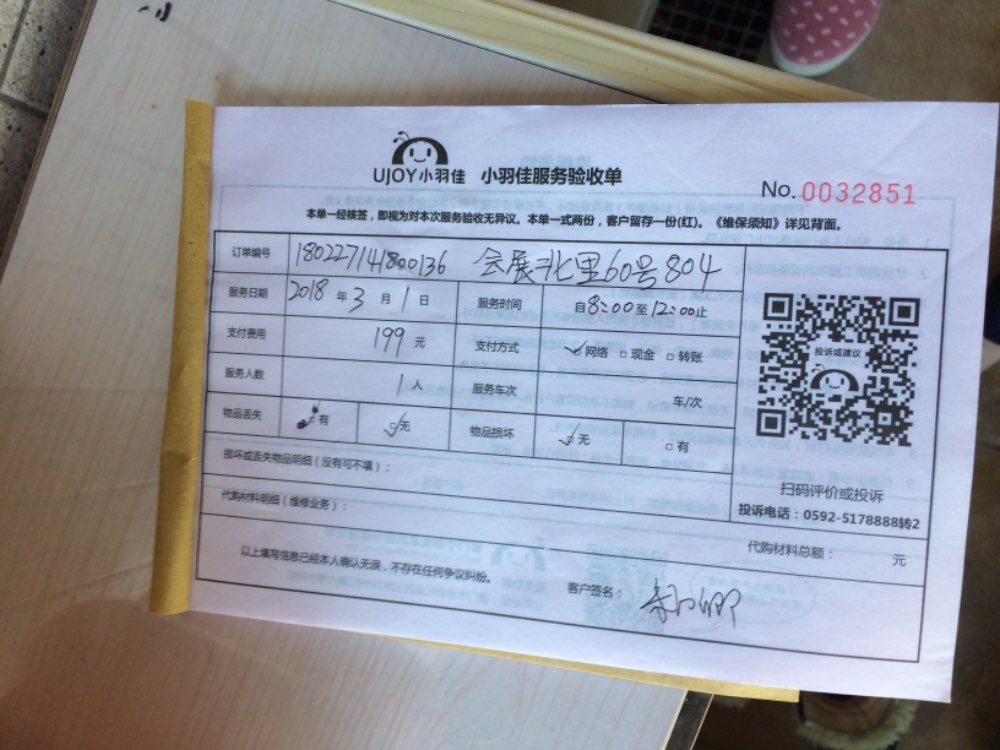 UJOY小羽佳 小羽佳服务验收单
No.0032851
本单一经核签，即视为对本次服务验收无异议。本单一式两份，客户留存一份(红)。《维保须知》详见背面。
订单编号 180227141800136 会展北里60号804
服务日期 2018 年 3 月 1 日 服务时间 自8:00至12:00止
支付费用 199 元 支付方式 ☑网络 □现金 □转账
服务人数 1 人 服务车次 车/次
物品丢失 □有 ☑无 物品损坏 ☑无 □有
损坏或丢失物品明细（没有可不填）：
代购材料明细（维修业务）：
代购材料总额： 元
以上填写信息已经本人确认无误，不存在任何争议纠纷。
客户签名：
投诉或建议
扫码评价或投诉
投诉电话：0592-5178888转2